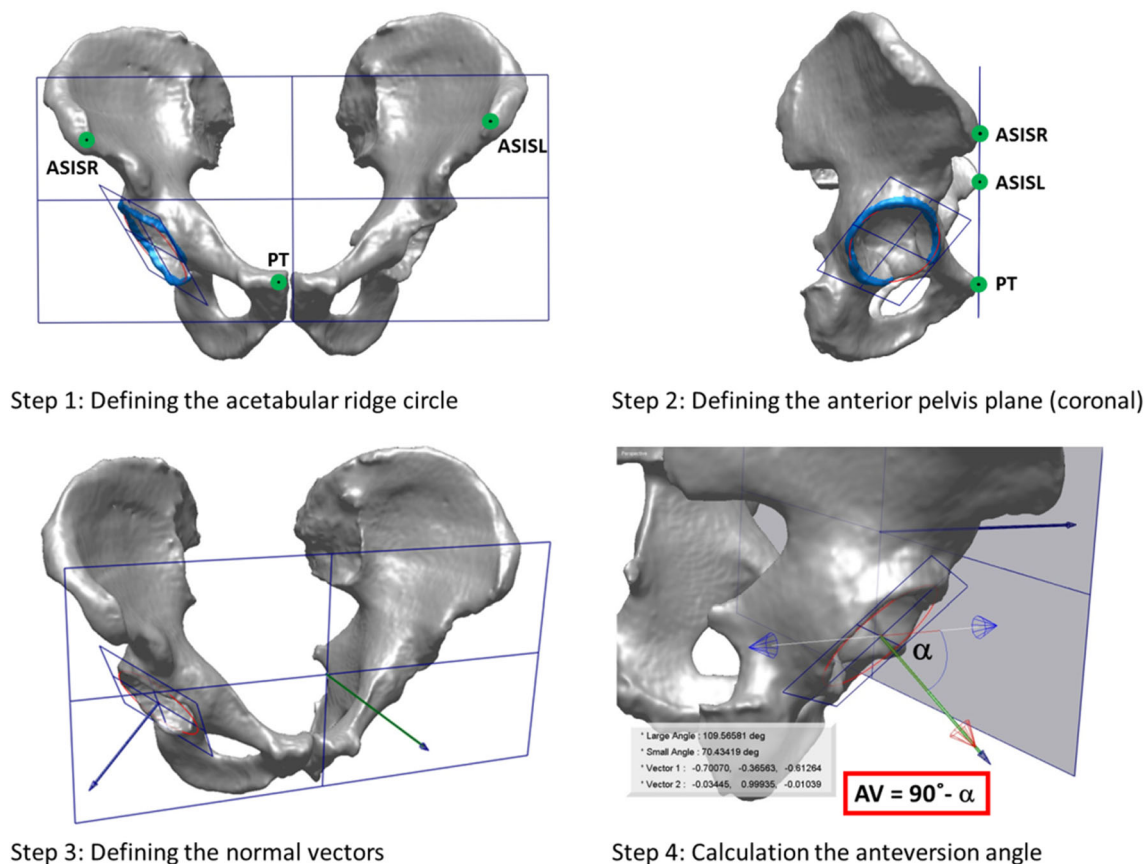 ASISR
ASISL
PT
ASISR
ASISL
PT
Step 1: Defining the acetabular ridge circle
Step 2: Defining the anterior pelvis plane (coronal)
Perspective
α
* Large Angle : 109.56581 deg
* Small Angle : 70.43419 deg
* Vector 1 : -0.70070, -0.36563, -0.61264
* Vector 2 : -0.03445, 0.99935, -0.01039
AV = 90°- α
Step 3: Defining the normal vectors
Step 4: Calculation the anteversion angle